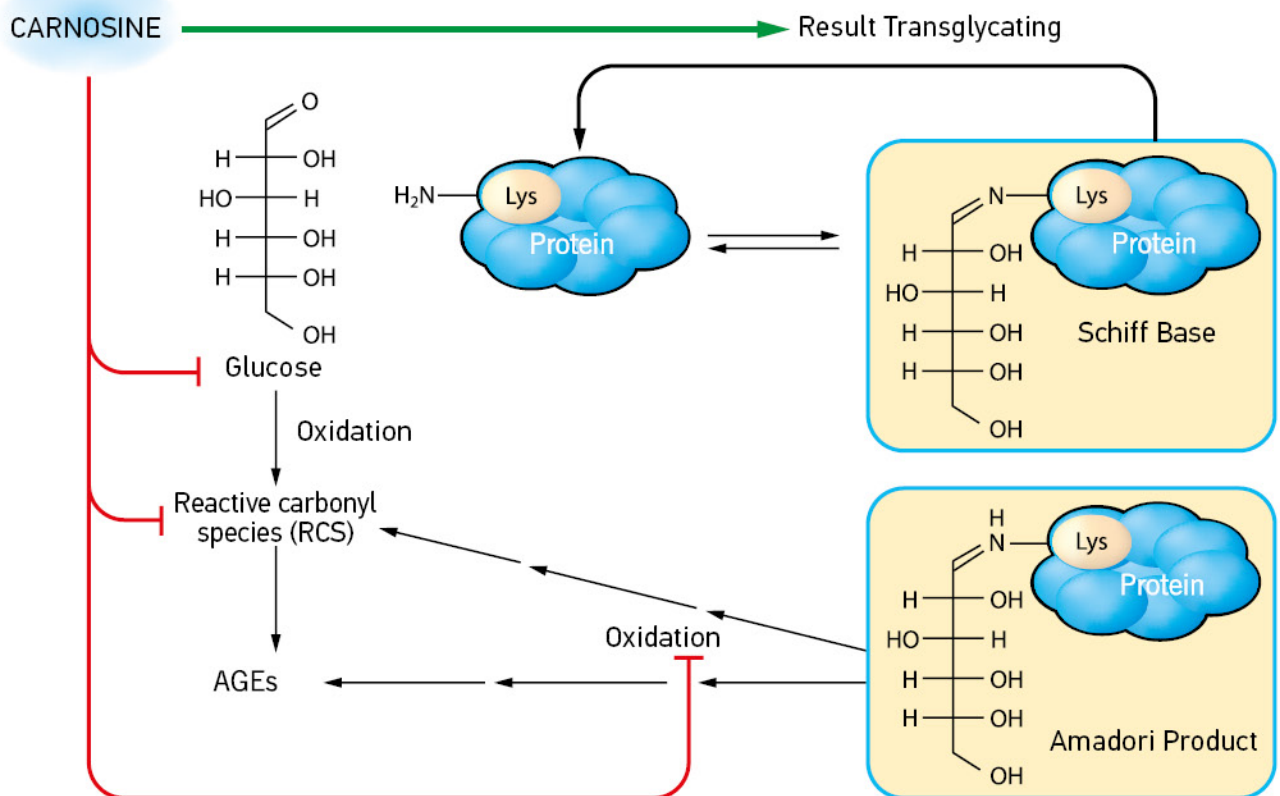 CARNOSINE
Result Transglycating
O
H OH
HO H
H OH
H OH
OH
Glucose
H₂N
Lys
Protein
N
Lys
Protein
H OH
HO H
H OH
H OH
OH
Schiff Base
Oxidation
Reactive carbonyl
species (RCS)
AGEs
Oxidation
H
N
Lys
Protein
H OH
HO H
H OH
H OH
OH
Amadori Product